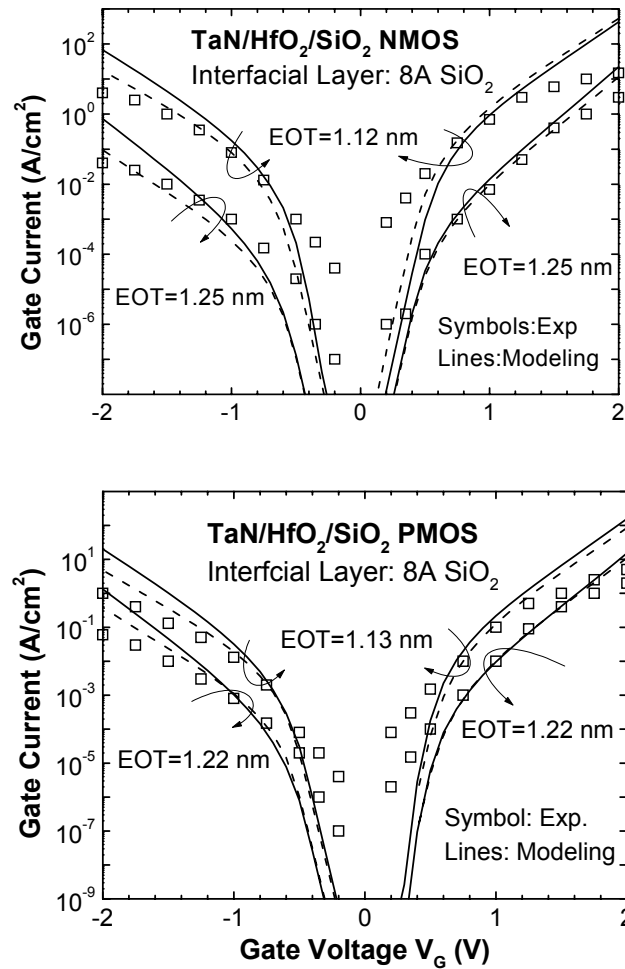 TaN/HfO2/SiO2 NMOS
Interfacial Layer: 8A SiO2
EOT=1.12 nm
EOT=1.25 nm
EOT=1.25 nm
Symbols:Exp
Lines:Modeling
Gate Current (A/cm2)
10^2
10^0
10^-2
10^-4
10^-6
-2 -1 0 1 2
TaN/HfO2/SiO2 PMOS
Interfcial Layer: 8A SiO2
EOT=1.13 nm
EOT=1.22 nm
EOT=1.22 nm
Symbol: Exp.
Lines: Modeling
Gate Current (A/cm2)
10^1
10^-1
10^-3
10^-5
10^-7
10^-9
-2 -1 0 1 2
Gate Voltage VG (V)